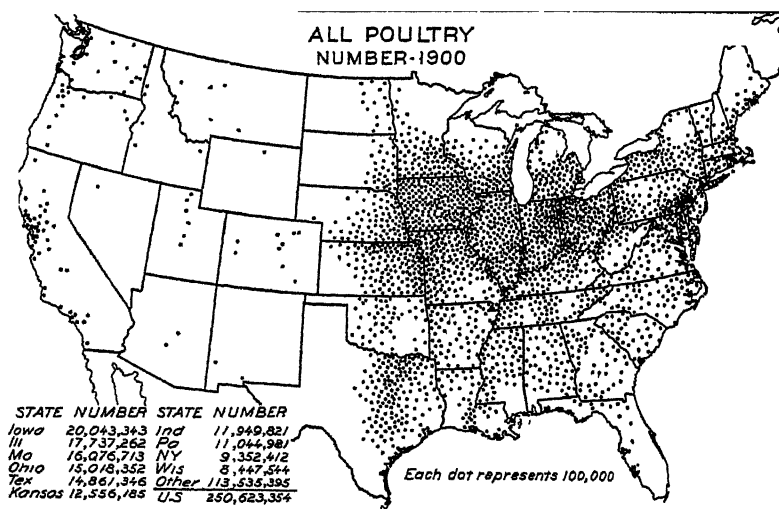 ALL POULTRY
NUMBER-1900
STATE NUMBER STATE NUMBER
Iowa 20,043,343 Ind 11,949,821
Ill 17,737,262 Pa 11,044,981
Mo 16,076,713 NY 9,352,412
Ohio 15,018,352 Wis 8,447,544
Tex 14,861,346 Other 113,535,395
Kansas 12,556,185 US 250,623,354
Each dot represents 100,000